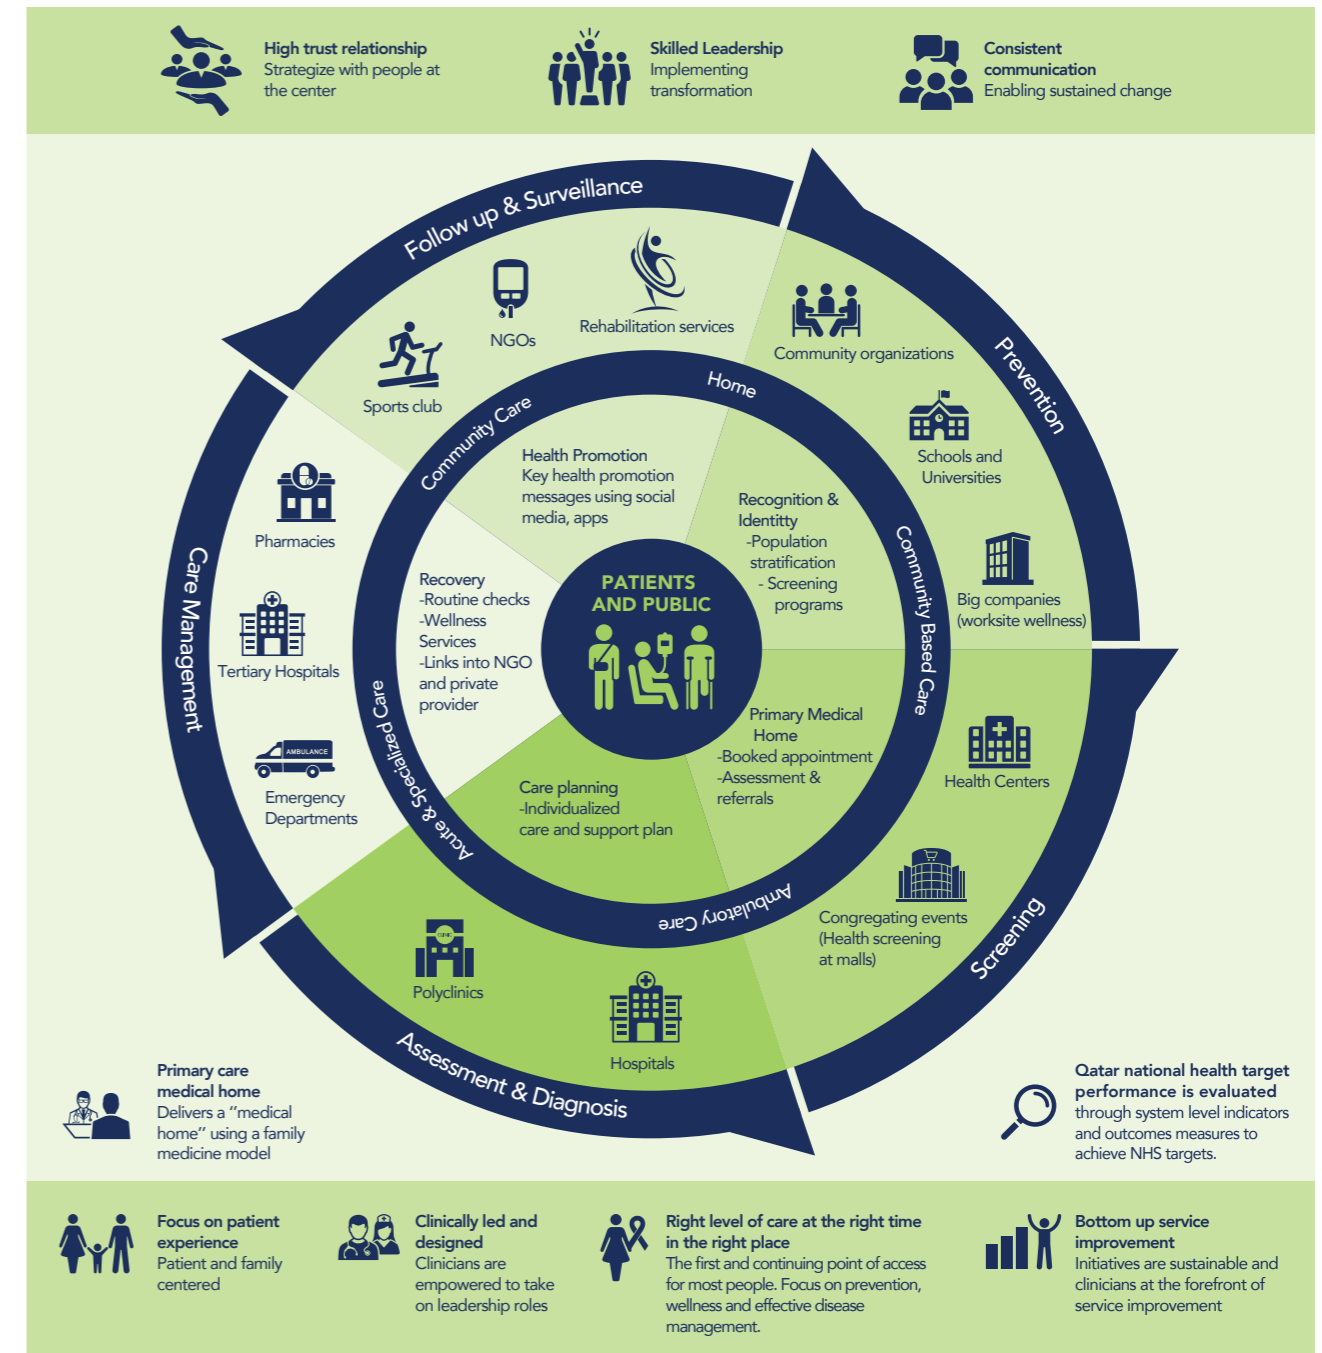 High trust relationship
Strategize with people at
the center
Skilled Leadership
Implementing
transformation
Consistent
communication
Enabling sustained change
Follow up & Surveillance
Prevention
Screening
Assessment & Diagnosis
Care Management
Rehabilitation services
NGOs
Sports club
Community organizations
Schools and
Universities
Big companies
(worksite wellness)
Health Centers
Congregating events
(Health screening
at malls)
Hospitals
CLINIC
Polyclinics
AMBULANCE
Emergency
Departments
Tertiary Hospitals
Pharmacies
Home
Community Based Care
Ambulatory Care
Acute & Specialized Care
Community Care
Health Promotion
Key health promotion
messages using social
media, apps
Recognition &
Identitty
-Population
stratification
- Screening
programs
Primary Medical
Home
-Booked appointment
-Assessment &
referrals
Care planning
-Individualized
care and support plan
Recovery
-Routine checks
-Wellness
Services
-Links into NGO
and private
provider
PATIENTS
AND PUBLIC
Primary care
medical home
Delivers a “medical
home” using a family
medicine model
Qatar national health target
performance is evaluated
through system level indicators
and outcomes measures to
achieve NHS targets.
Focus on patient
experience
Patient and family
centered
Clinically led and
designed
Clinicians are
empowered to take
on leadership roles
Right level of care at the right time
in the right place
The first and continuing point of access
for most people. Focus on prevention,
wellness and effective disease
management.
Bottom up service
improvement
Initiatives are sustainable and
clinicians at the forefront of
service improvement